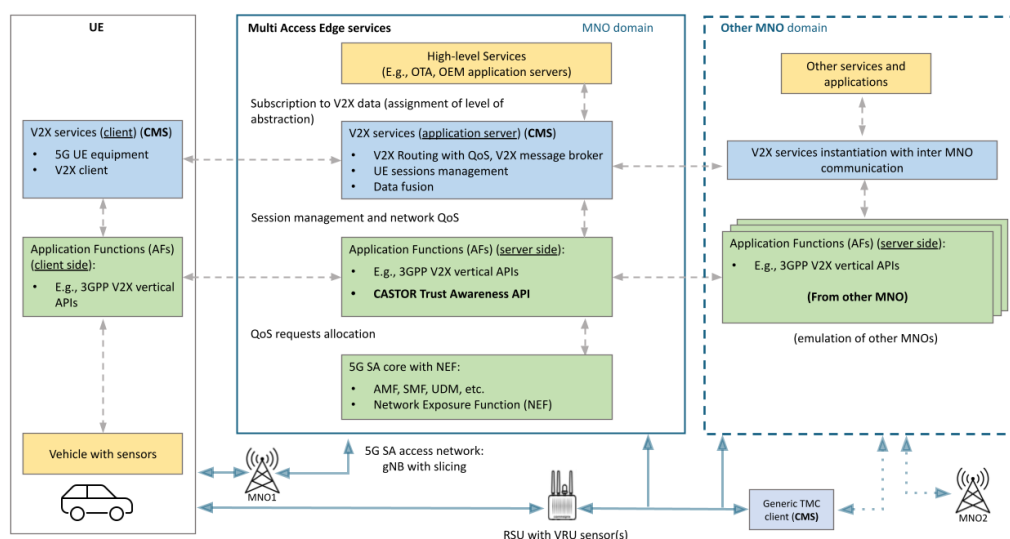 UE
V2X services (client) (CMS)
• 5G UE equipment
• V2X client
Application Functions (AFs)
(client side):
• E.g., 3GPP V2X vertical
APIs
Vehicle with sensors
Multi Access Edge services
MNO domain
High-level Services
(E.g., OTA, OEM application servers)
Subscription to V2X data (assignment of level of
abstraction)
V2X services (application server) (CMS)
• V2X Routing with QoS, V2X message broker
• UE sessions management
• Data fusion
Session management and network QoS
Application Functions (AFs) (server side):
• E.g., 3GPP V2X vertical APIs
• CASTOR Trust Awareness API
QoS requests allocation
5G SA core with NEF:
• AMF, SMF, UDM, etc.
• Network Exposure Function (NEF)
Other MNO domain
Other services and
applications
V2X services instantiation with inter MNO
communication
Application Functions (AFs) (server side):
• E.g., 3GPP V2X vertical APIs
(From other MNO)
(emulation of other MNOs)
MNO1
5G SA access network:
gNB with slicing
RSU with VRU sensor(s)
Generic TMC
client (CMS)
MNO2